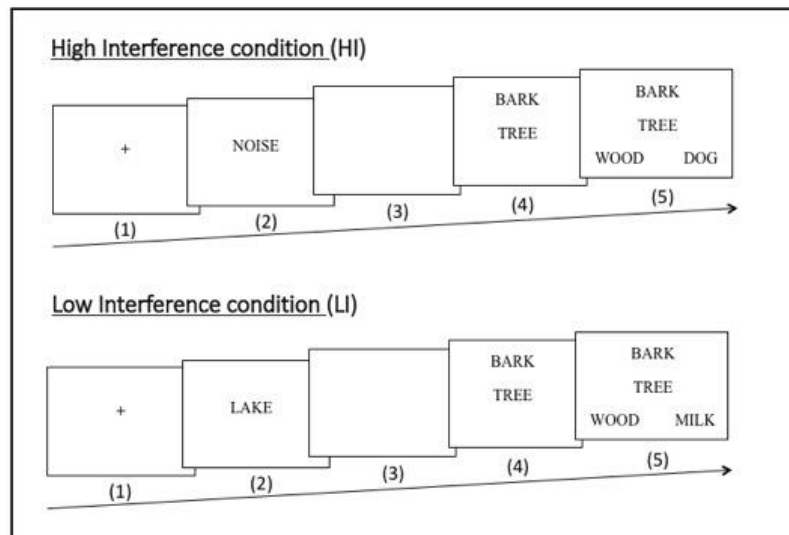 High Interference condition (HI)
+
NOISE
BARK
TREE
BARK
TREE
WOOD DOG
(1) (2) (3) (4) (5)
Low Interference condition (LI)
+
LAKE
BARK
TREE
BARK
TREE
WOOD MILK
(1) (2) (3) (4) (5)